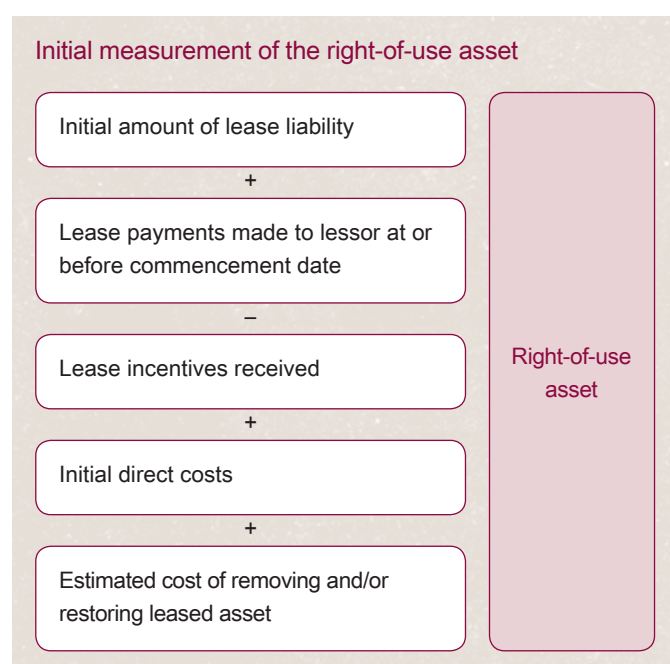 Initial measurement of the right-of-use asset
Initial amount of lease liability
+
Lease payments made to lessor at or
before commencement date
–
Lease incentives received
+
Initial direct costs
+
Estimated cost of removing and/or
restoring leased asset
Right-of-use
asset